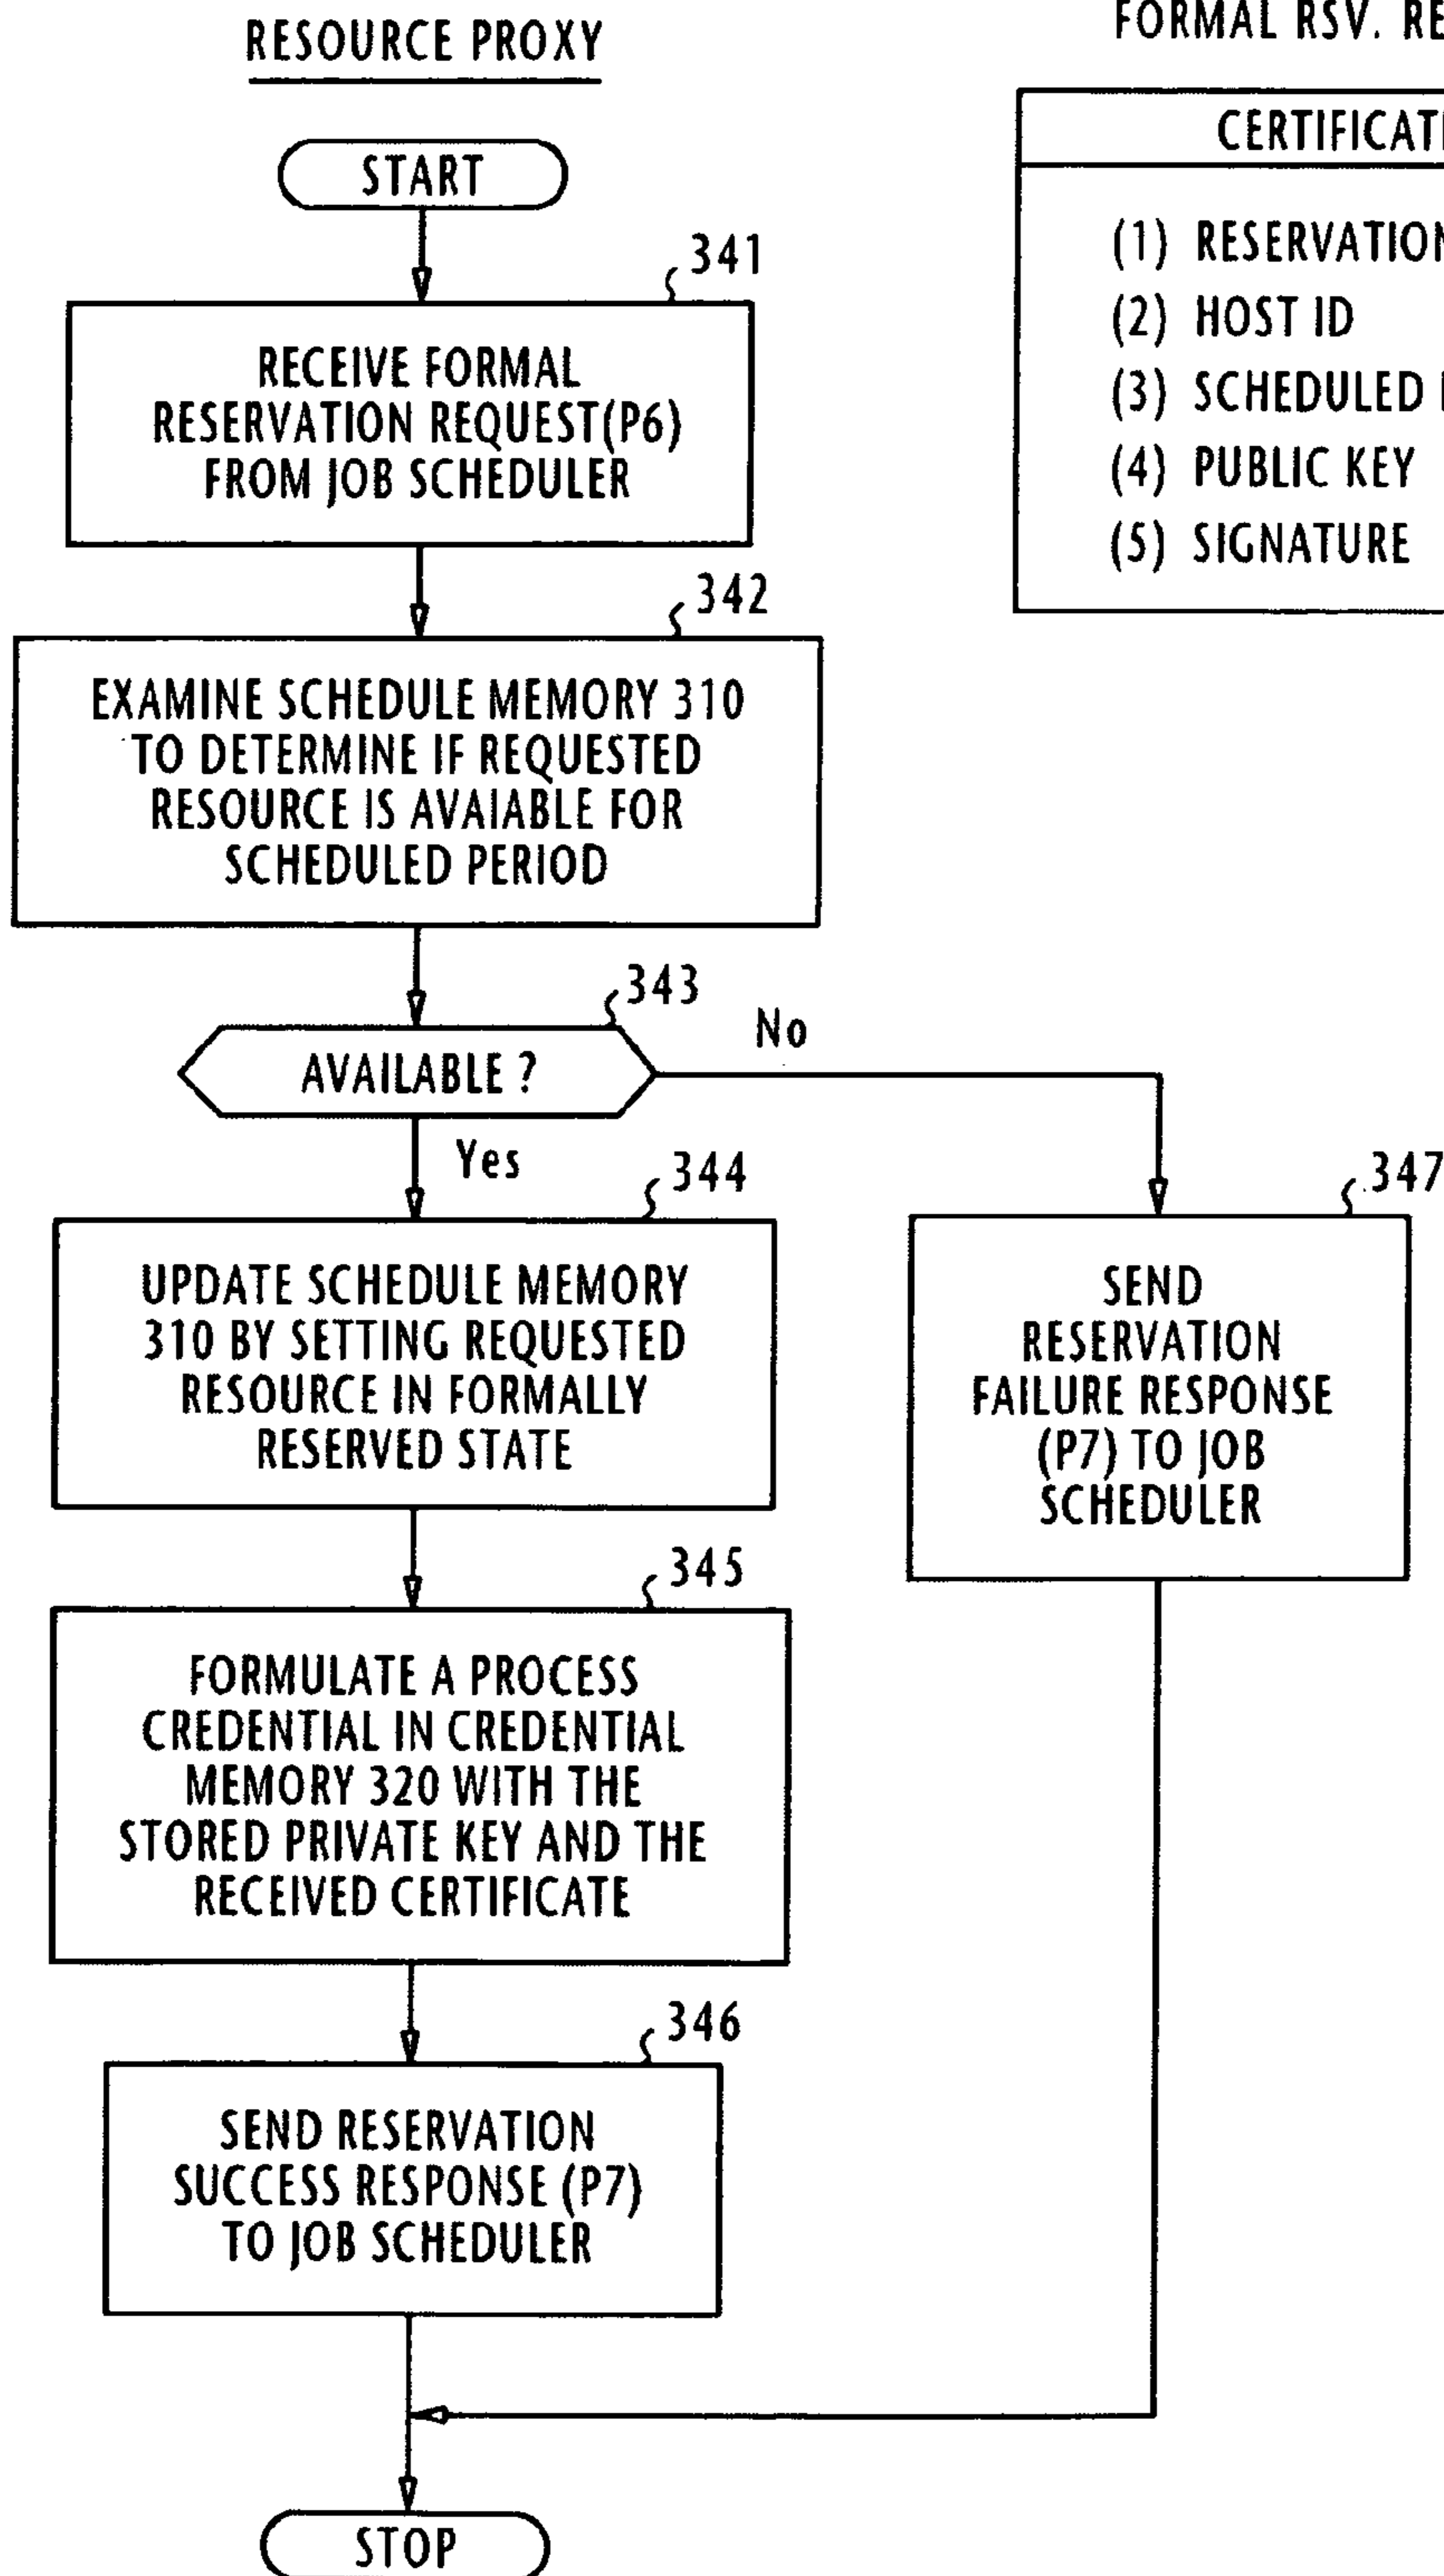 RESOURCE PROXY
START
341
RECEIVE FORMAL
RESERVATION REQUEST(P6)
FROM JOB SCHEDULER
342
EXAMINE SCHEDULE MEMORY 310
TO DETERMINE IF REQUESTED
RESOURCE IS AVAIABLE FOR
SCHEDULED PERIOD
343
AVAILABLE ?
No
Yes
344
UPDATE SCHEDULE MEMORY
310 BY SETTING REQUESTED
RESOURCE IN FORMALLY
RESERVED STATE
347
SEND
RESERVATION
FAILURE RESPONSE
(P7) TO JOB
SCHEDULER
345
FORMULATE A PROCESS
CREDENTIAL IN CREDENTIAL
MEMORY 320 WITH THE
STORED PRIVATE KEY AND THE
RECEIVED CERTIFICATE
346
SEND RESERVATION
SUCCESS RESPONSE (P7)
TO JOB SCHEDULER
STOP
FORMAL RSV.
(1) RESERVATION
(2) HOST ID
(3) SCHEDULED
(4) PUBLIC KEY
(5) SIGNATURE